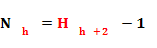 N h = H h + 2 − 1